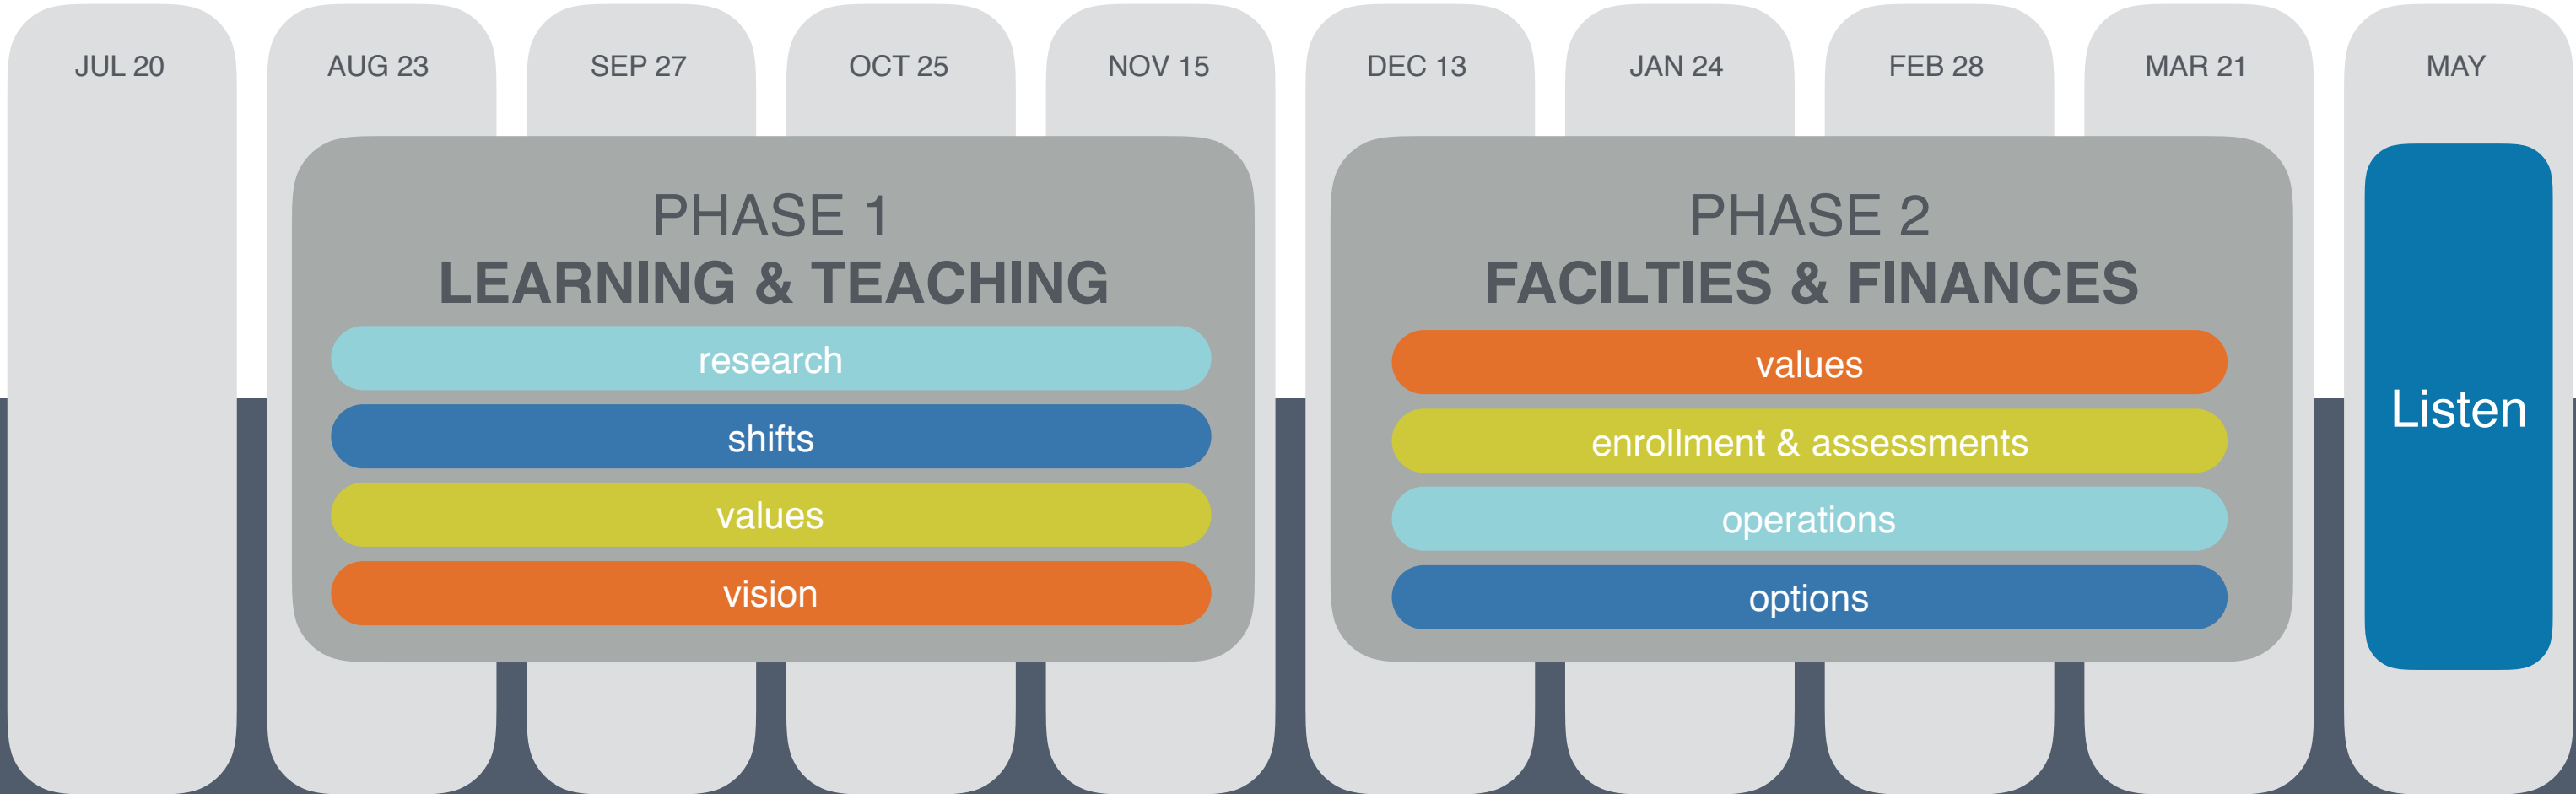 JUL 20
AUG 23
SEP 27
OCT 25
NOV 15
DEC 13
JAN 24
FEB 28
MAR 21
MAY
PHASE 1
LEARNING & TEACHING
research
shifts
values
vision
PHASE 2
FACILTIES & FINANCES
values
enrollment & assessments
operations
options
Listen